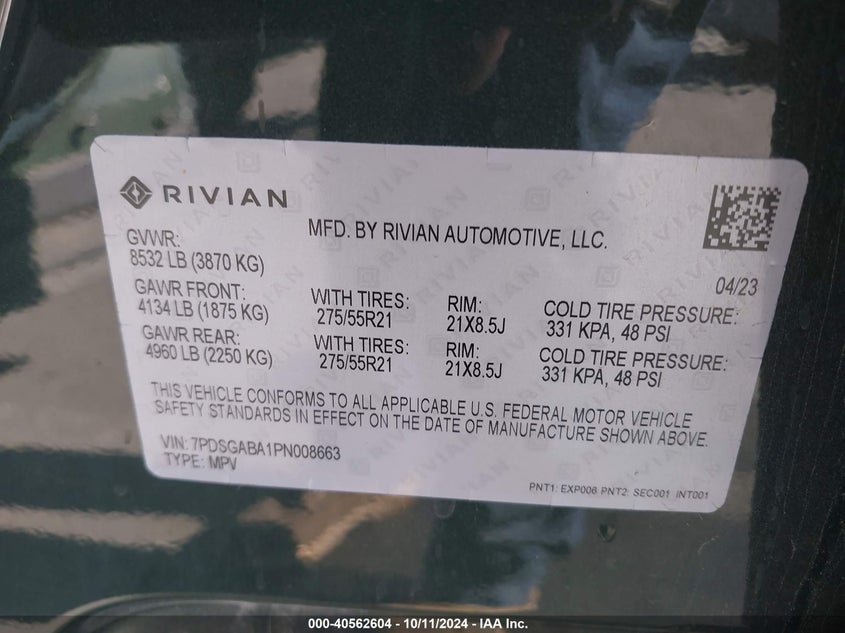 RIVIAN
MFD. BY RIVIAN AUTOMOTIVE, LLC.
GVWR:
8532 LB (3870 KG)
04/23
GAWR FRONT:
4134 LB (1875 KG)
WITH TIRES:
275/55R21
RIM:
21X8.5J
COLD TIRE PRESSURE:
331 KPA, 48 PSI
GAWR REAR:
4960 LB (2250 KG)
WITH TIRES:
275/55R21
RIM:
21X8.5J
COLD TIRE PRESSURE:
331 KPA, 48 PSI
THIS VEHICLE CONFORMS TO ALL APPLICABLE U.S. FEDERAL MOTOR VEHICLE
SAFETY STANDARDS IN EFFECT ON THE DATE OF MANUFACTURE SHOWN ABOVE.
VIN: 7PDSGABA1PN008663
TYPE: MPV
PNT1: EXP006 PNT2: SEC001 INT001
000-40562604 - 10/11/2024 - IAA Inc.